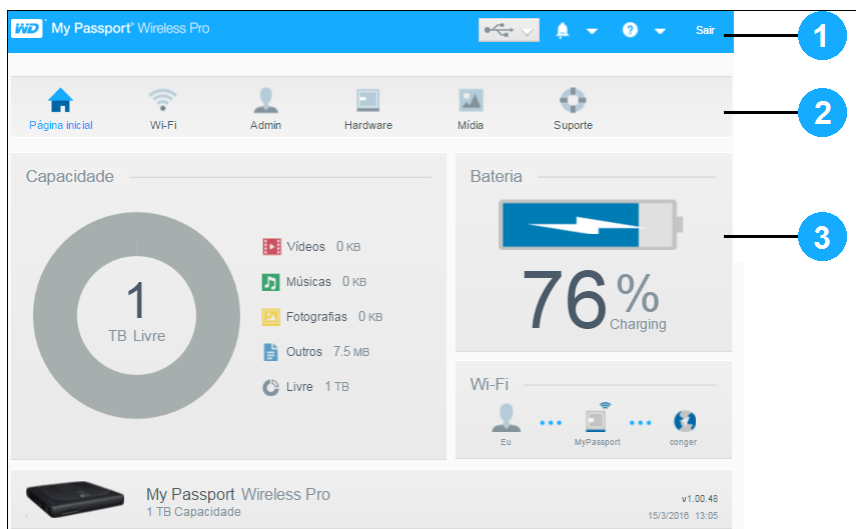 WD My Passport® Wireless Pro
? Sair
1
Página inicial Wi-Fi Admin Hardware Mídia Suporte
2
Capacidade
1
TB Livre
Vídeos 0 KB
Músicas 0 KB
Fotografias 0 KB
Outros 7.5 MB
Livre 1 TB
Bateria
76%
Charging
3
Wi-Fi
Eu MyPassport conger
My Passport Wireless Pro
1 TB Capacidade
v1.00.48
15/3/2016 13:05